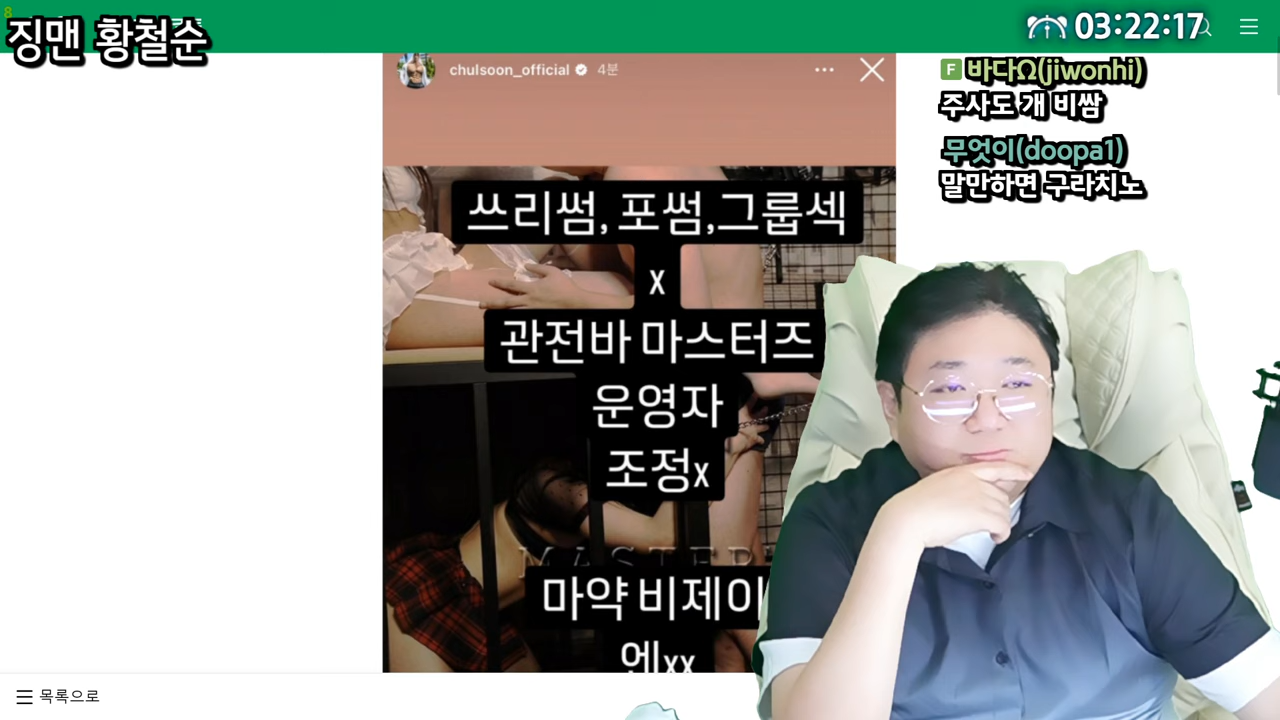 8
징맨 황철순
03:22:17
chulsoon_official 4분
F 바다Ω(jiwonhi)
주사도 개 비쌈
무엇이(doopa1)
말만하면 구라치노
쓰리썸, 포썸,그룹섹
x
관전바 마스터즈
운영자
조정x
마약 비제이
엔xx
목록으로